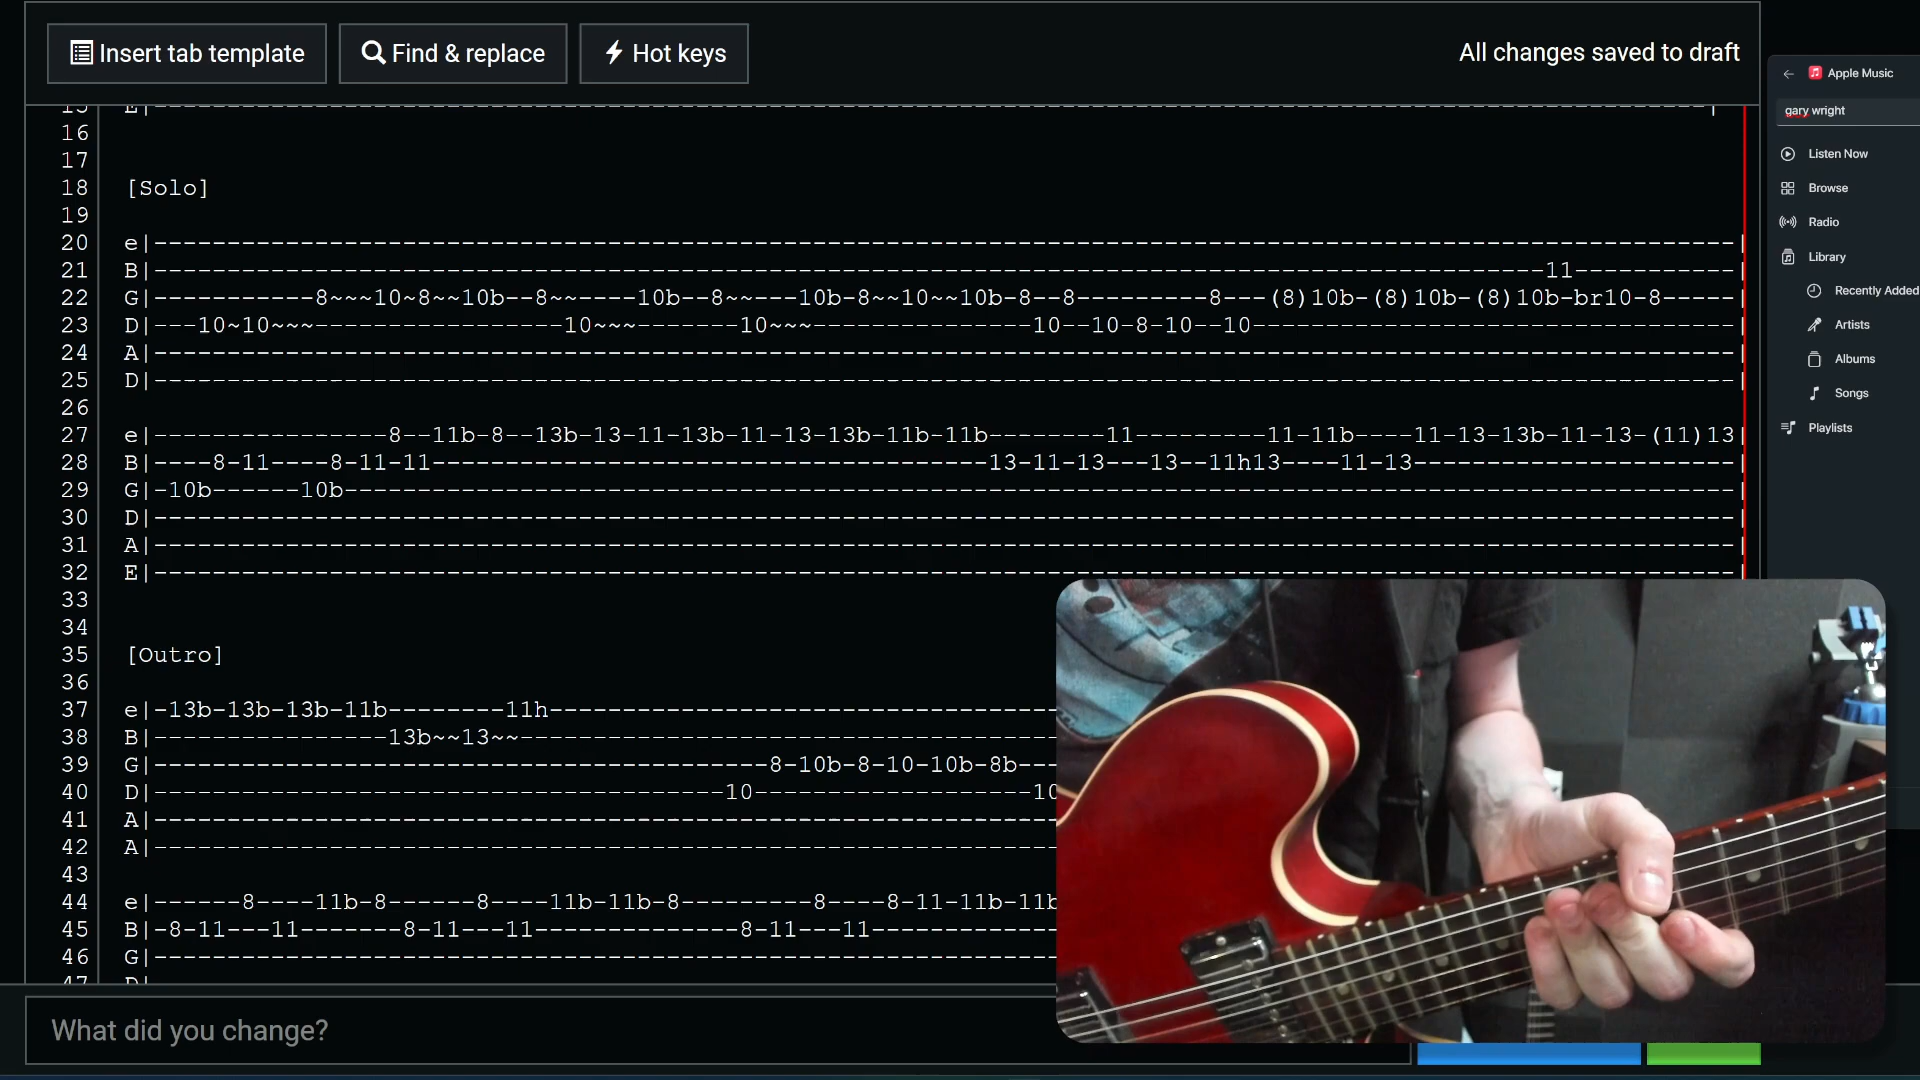 Insert tab template
Find & replace
Hot keys
All changes saved to draft
16
17
18 [Solo]
19
20 e|------------------------------------------------------------------------------------------------------------|
21 B|-----------------------------------------------------------------------------------------------11-----------|
22 G|-----------8~~~10~8~~10b--8~~----10b--8~~---10b-8~~10~~10b-8--8---------8---(8)10b-(8)10b-(8)10b-br10-8-----|
23 D|---10~10~~~-----------------10~~~-------10~~~---------------10--10-8-10--10---------------------------------|
24 A|------------------------------------------------------------------------------------------------------------|
25 D|------------------------------------------------------------------------------------------------------------|
26
27 e|----------------8--11b-8--13b-13-11-13b-11-13-13b-11b-11b--------11---------11-11b----11-13-13b-11-13-(11)13|
28 B|----8-11----8-11-11--------------------------------------13-11-13---13--11h13----11-13----------------------|
29 G|-10b------10b-----------------------------------------------------------------------------------------------|
30 D|------------------------------------------------------------------------------------------------------------|
31 A|------------------------------------------------------------------------------------------------------------|
32 E|------------------------------------------------------------------------------------------------------------|
33
34
35 [Outro]
36
37 e|-13b-13b-13b-11b--------11h-----------------------------------
38 B|----------------13b~~13~~-------------------------------------
39 G|------------------------------------------8-10b-8-10-10b-8b---
40 D|---------------------------------------10-------------------10
41 A|--------------------------------------------------------------
42 A|--------------------------------------------------------------
43
44 e|------8----11b-8------8----11b-11b-8---------8----8-11-11b-11b
45 B|-8-11---11-------8-11---11--------------8-11---11-------------
46 G|--------------------------------------------------------------
What did you change?
Apple Music
gary wright
Listen Now
Browse
Radio
Library
Recently Added
Artists
Albums
Songs
Playlists